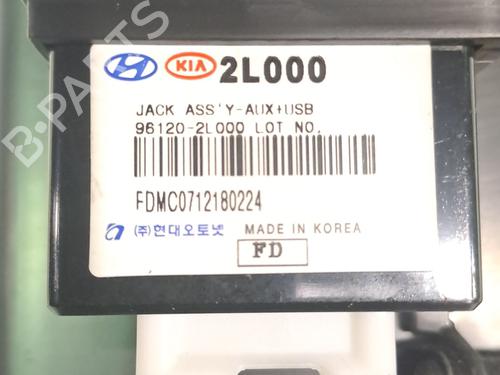 KIA 2L000
JACK ASS'Y-AUX+USB
96120-2L000 LOT NO.
FDMC0712180224
(주)현대오토넷 MADE IN KOREA
FD
B-PARTS